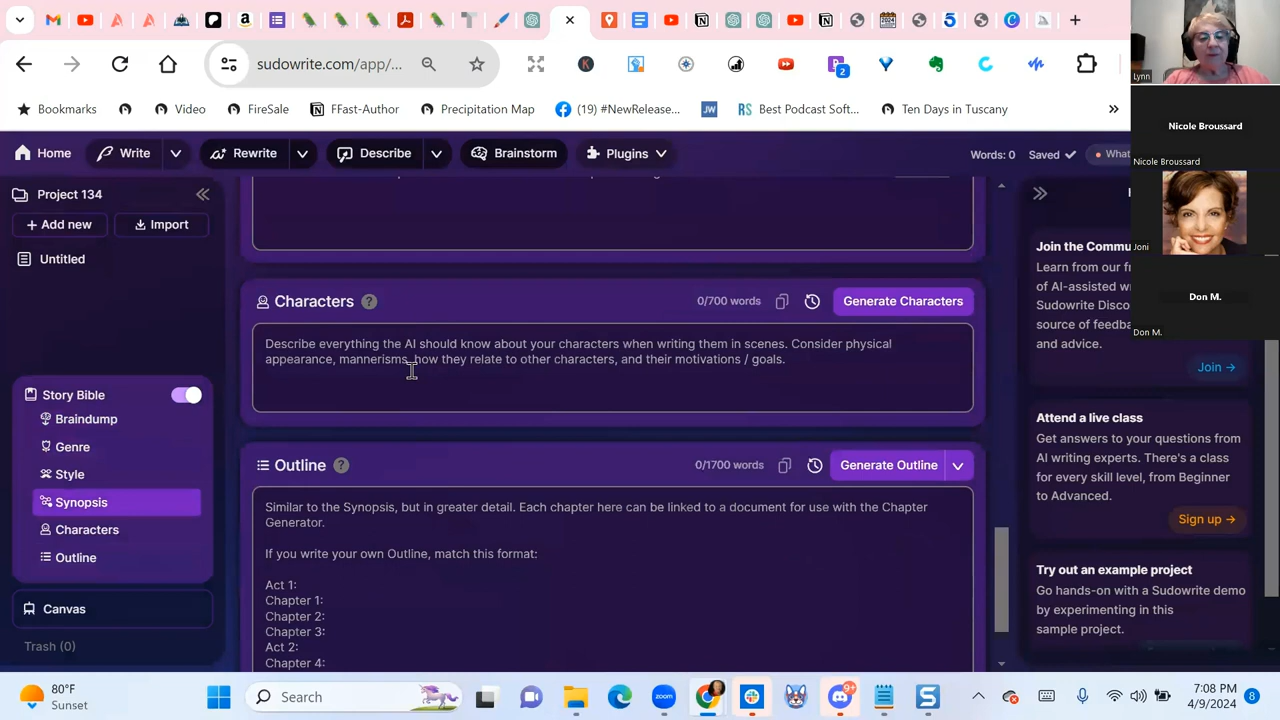 sudowrite.com/app/...
2
Lynn
Bookmarks
Video
FireSale
FFast-Author
Precipitation Map
(19) #NewRelease...
JW
RS
Best Podcast Soft...
Ten Days in Tuscany
»
Nicole Broussard
Nicole Broussard
Home
Write
Rewrite
Describe
Brainstorm
Plugins
Words: 0
Saved
What
Project 134
+ Add new
Import
Untitled
Joni
Characters ?
0/700 words
Generate Characters
Describe everything the AI should know about your characters when writing them in scenes. Consider physical
appearance, mannerisms, how they relate to other characters, and their motivations / goals.
Join the Commu
Learn from our f
of AI-assisted w
Sudowrite Disco
source of feedba
and advice.
Join →
Don M.
Don M.
Story Bible
Braindump
Genre
Style
Synopsis
Characters
Outline
Canvas
Trash (0)
Outline ?
0/1700 words
Generate Outline
Similar to the Synopsis, but in greater detail. Each chapter here can be linked to a document for use with the Chapter
Generator.
If you write your own Outline, match this format:
Act 1:
Chapter 1:
Chapter 2:
Chapter 3:
Act 2:
Chapter 4:
Attend a live class
Get answers to your questions from
AI writing experts. There's a class
for every skill level, from Beginner
to Advanced.
Sign up →
Try out an example project
Go hands-on with a Sudowrite demo
by experimenting in this
sample project.
80°F
Sunset
Search
zoom
9+
7:08 PM
4/9/2024
8